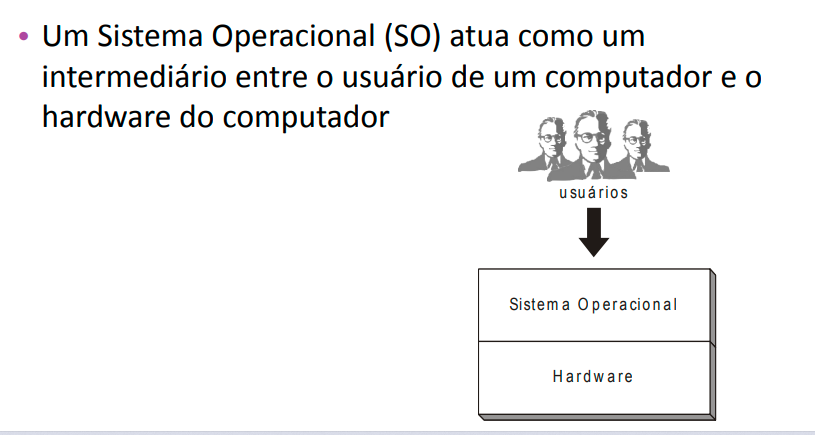 • Um Sistema Operacional (SO) atua como um
intermediário entre o usuário de um computador e o
hardware do computador
usuários
Sistema Operacional
Hardware